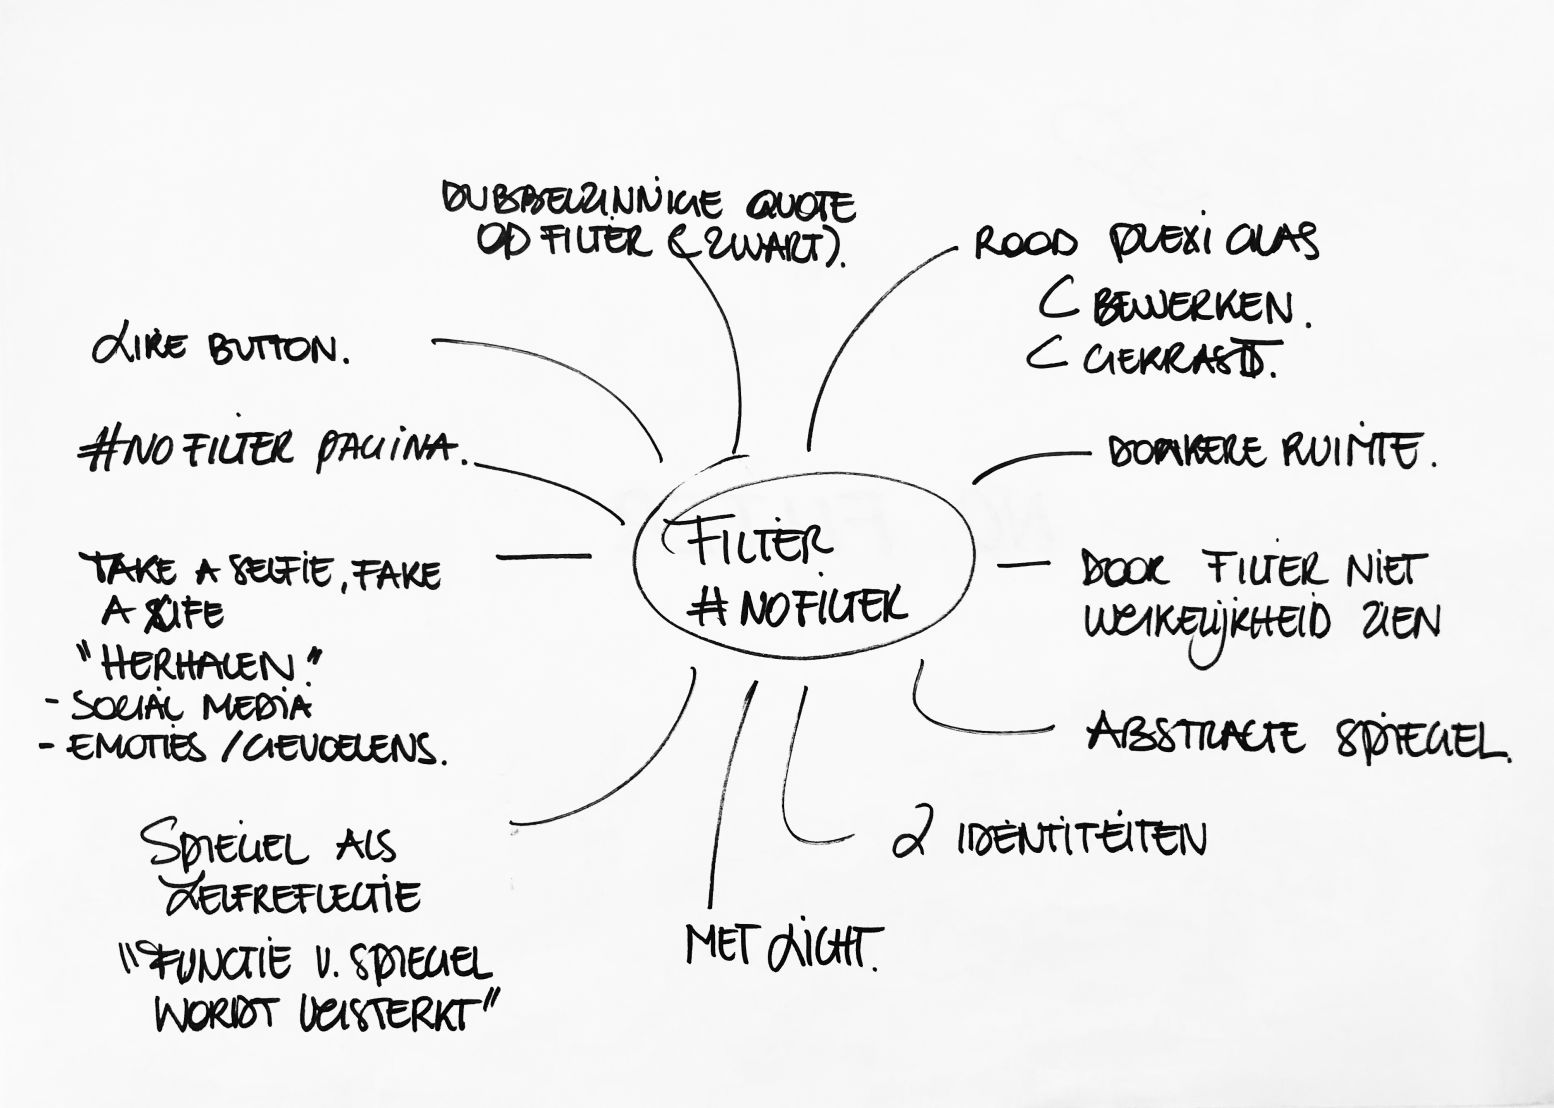 DUBBELZINNIGE QUOTE
OP FILTER (ZWART).
ROOD PLEXI GLAS
BEWERKEN.
GEKRAST.
LIKE BUTTON.
#NOFILTER PAGINA.
DONKERE RUIMTE.
FILTER
#NOFILTER
TAKE A SELFIE, FAKE
A LIFE
"HERHALEN"
- SOCIAL MEDIA
- EMOTIES / GEVOELENS.
DOOR FILTER NIET
WERKELIJKHEID ZIEN
ABSTRACTE SPIEGEL.
2 IDENTITEITEN
SPIEGEL ALS
ZELFREFLECTIE
"FUNCTIE V. SPIEGEL
WORDT VERSTERKT"
MET LICHT.